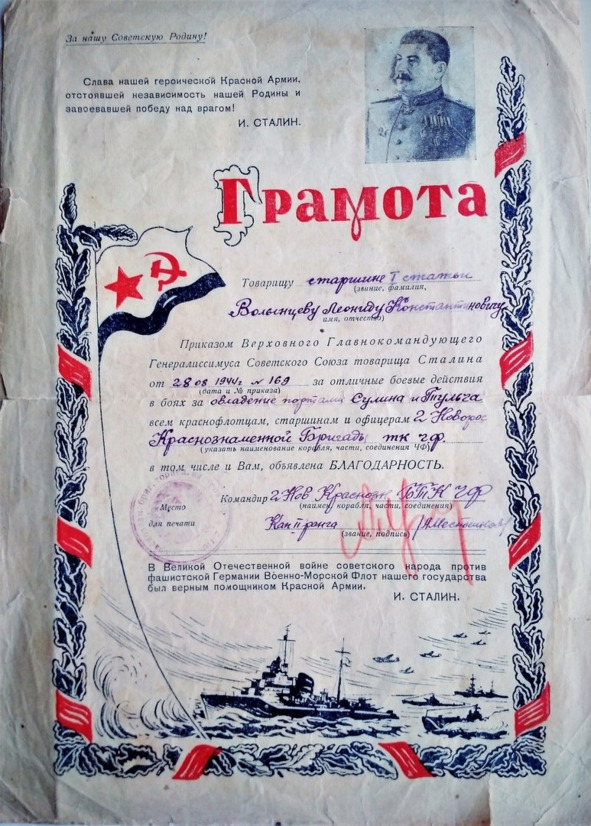 За нашу Советскую Родину!
Слава нашей героической Красной Армии,
отстоявшей независимость нашей Родины и
завоевавшей победу над врагом!
И. СТАЛИН.
Грамота
Товарищу старшине I статьи
(звание, фамилия,
Волынцеву Леониду Константиновичу
имя, отчество)
Приказом Верховного Главнокомандующего
Генералиссимуса Советского Союза товарища Сталина
от 28 08 1944г № 169 за отличные боевые действия
(дата и № приказа)
в боях за овладение портами Сулина и Тульча
всем краснофлотцам, старшинам и офицерам 2 Новорос
Краснознаменной Бригады тк чф
(указать наименование корабля, части, соединения ЧФ)
в том числе и Вам, объявлена БЛАГОДАРНОСТЬ.
Командир 2 Нов Краснозн. ББТК ЧФ
(наимен. корабля, части, соединения)
Место
для печати
Кап II ранга
(звание, подпись)
В Великой Отечественной войне советского народа против
фашистской Германии Военно-Морской Флот нашего государства
был верным помощником Красной Армии.
И. СТАЛИН.